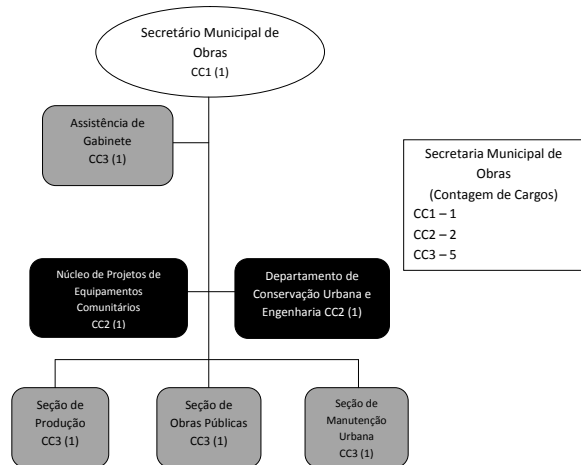 Secretário Municipal de
Obras
CC1 (1)
Assistência de
Gabinete
CC3 (1)
Secretaria Municipal de
Obras
(Contagem de Cargos)
CC1 – 1
CC2 – 2
CC3 – 5
Núcleo de Projetos de
Equipamentos
Comunitários
CC2 (1)
Departamento de
Conservação Urbana e
Engenharia CC2 (1)
Seção de
Produção
CC3 (1)
Seção de
Obras Públicas
CC3 (1)
Seção de
Manutenção
Urbana
CC3 (1)